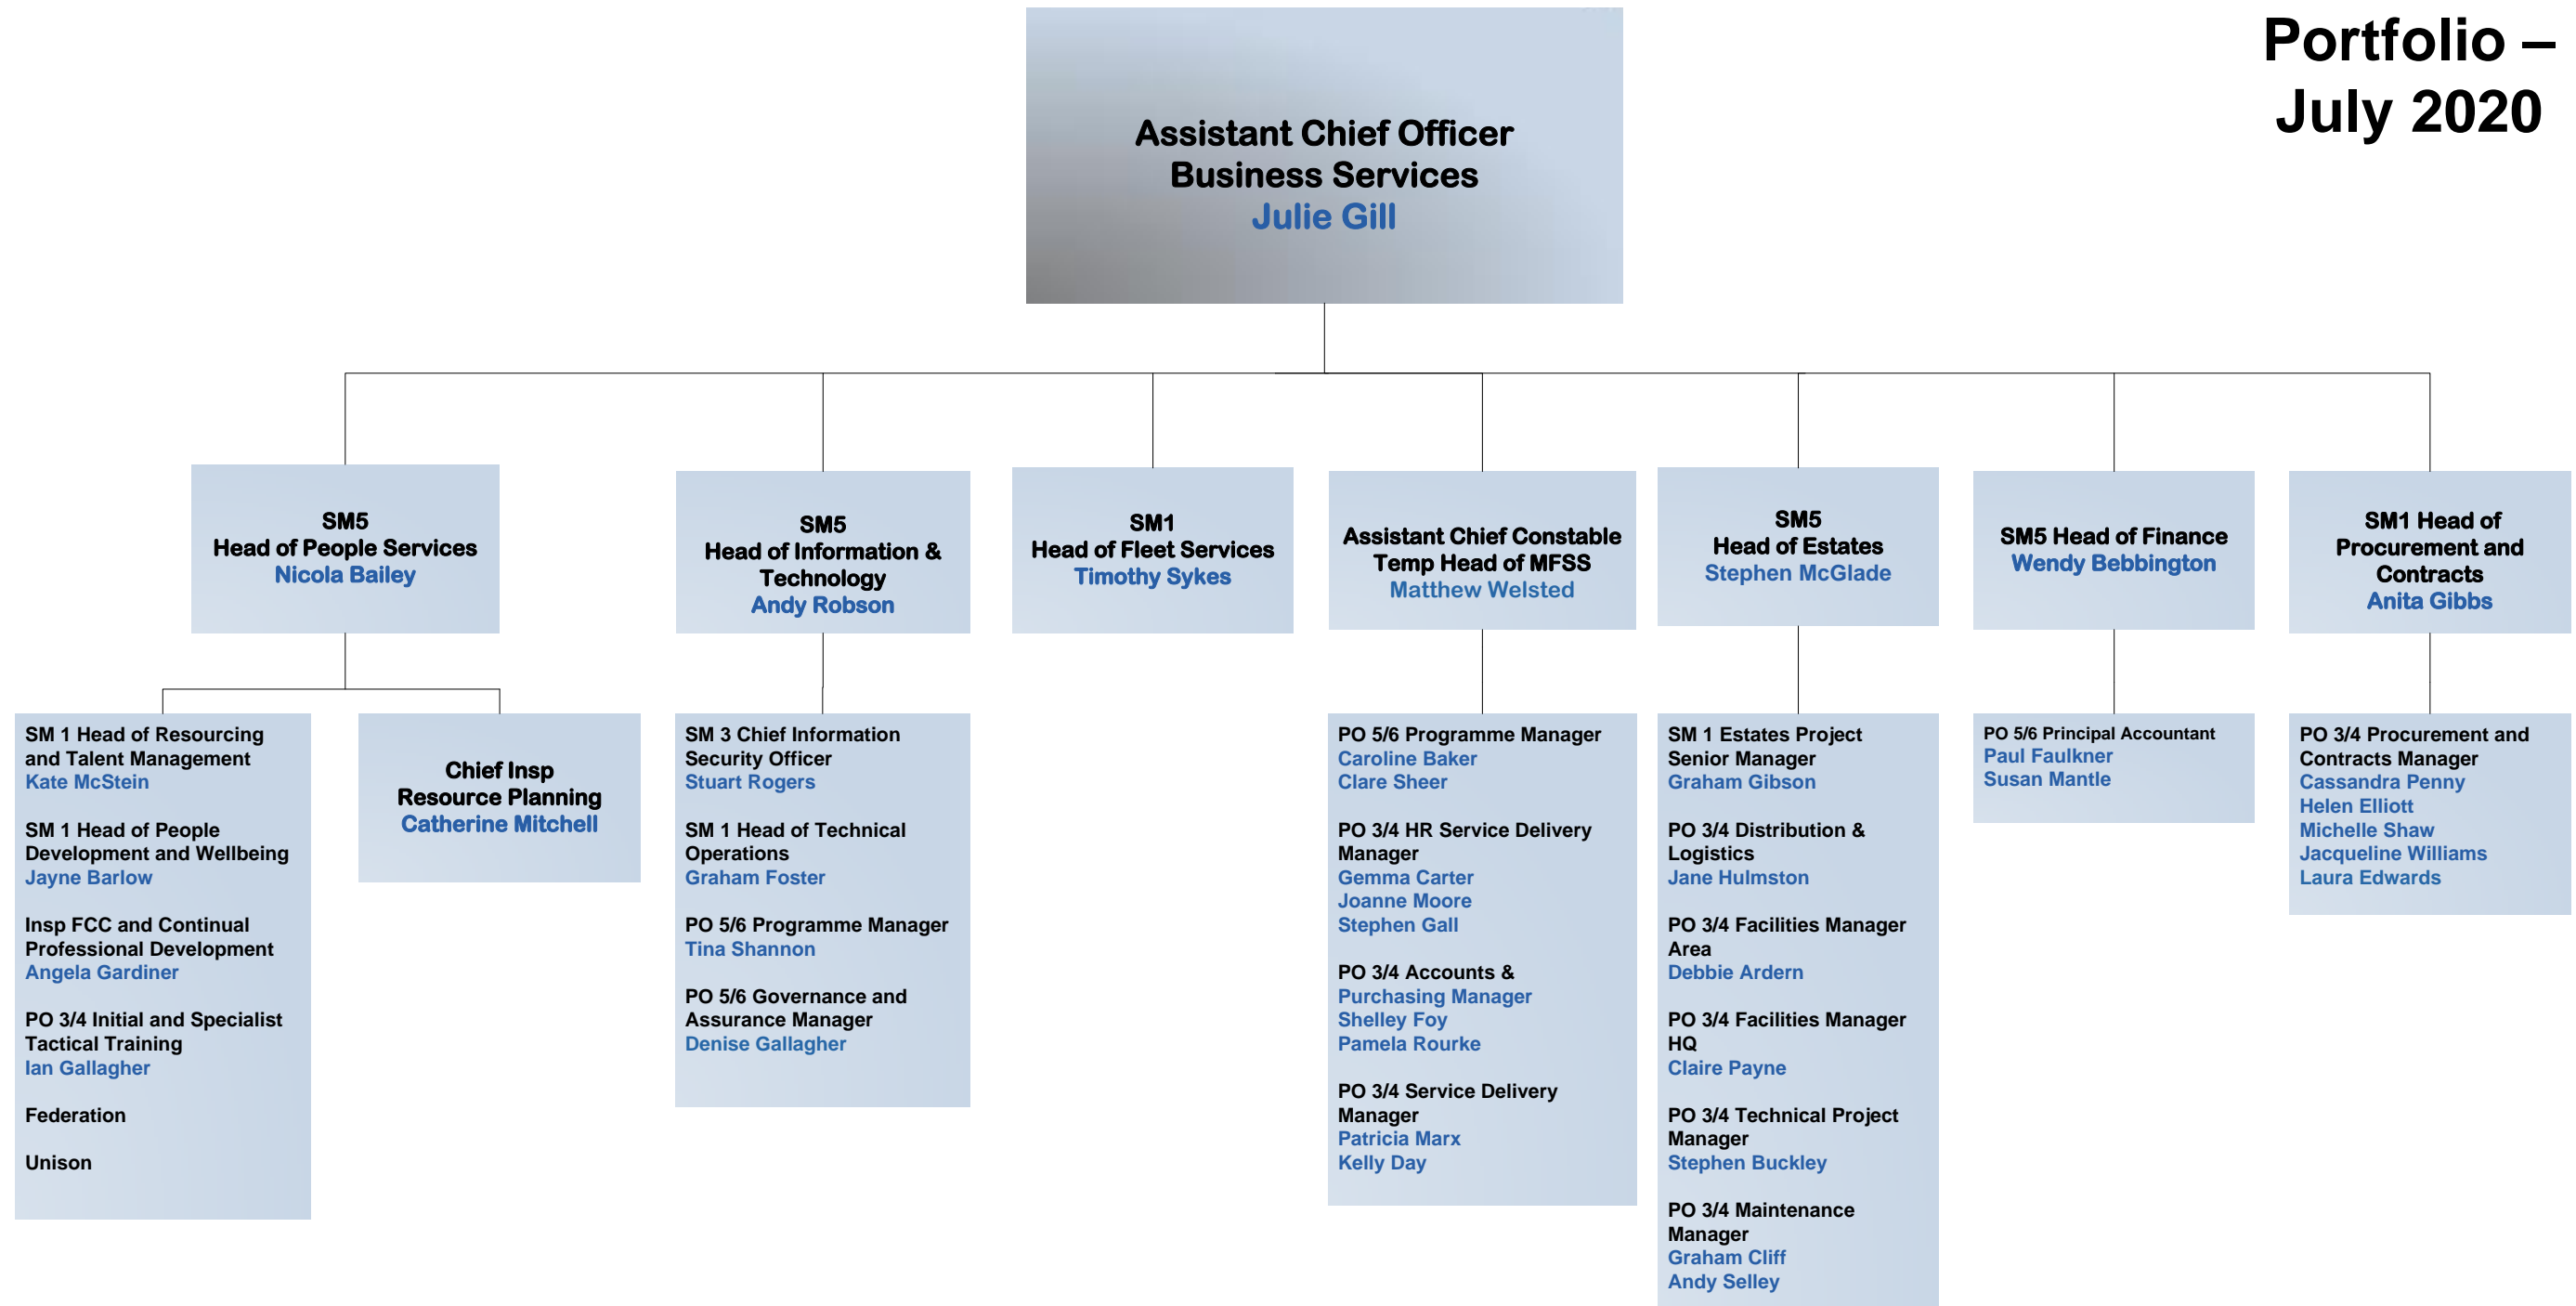 Portfolio –
July 2020
Assistant Chief Officer
Business Services
Julie Gill
SM5
Head of People Services
Nicola Bailey
SM5
Head of Information &
Technology
Andy Robson
SM1
Head of Fleet Services
Timothy Sykes
Assistant Chief Constable
Temp Head of MFSS
Matthew Welsted
SM5
Head of Estates
Stephen McGlade
SM5 Head of Finance
Wendy Bebbington
SM1 Head of
Procurement and
Contracts
Anita Gibbs
SM 1 Head of Resourcing
and Talent Management
Kate McStein
SM 1 Head of People
Development and Wellbeing
Jayne Barlow
Insp FCC and Continual
Professional Development
Angela Gardiner
PO 3/4 Initial and Specialist
Tactical Training
Ian Gallagher
Federation
Unison
Chief Insp
Resource Planning
Catherine Mitchell
SM 3 Chief Information
Security Officer
Stuart Rogers
SM 1 Head of Technical
Operations
Graham Foster
PO 5/6 Programme Manager
Tina Shannon
PO 5/6 Governance and
Assurance Manager
Denise Gallagher
PO 5/6 Programme Manager
Caroline Baker
Clare Sheer
PO 3/4 HR Service Delivery
Manager
Gemma Carter
Joanne Moore
Stephen Gall
PO 3/4 Accounts &
Purchasing Manager
Shelley Foy
Pamela Rourke
PO 3/4 Service Delivery
Manager
Patricia Marx
Kelly Day
SM 1 Estates Project
Senior Manager
Graham Gibson
PO 3/4 Distribution &
Logistics
Jane Hulmston
PO 3/4 Facilities Manager
Area
Debbie Ardern
PO 3/4 Facilities Manager
HQ
Claire Payne
PO 3/4 Technical Project
Manager
Stephen Buckley
PO 3/4 Maintenance
Manager
Graham Cliff
Andy Selley
PO 5/6 Principal Accountant
Paul Faulkner
Susan Mantle
PO 3/4 Procurement and
Contracts Manager
Cassandra Penny
Helen Elliott
Michelle Shaw
Jacqueline Williams
Laura Edwards